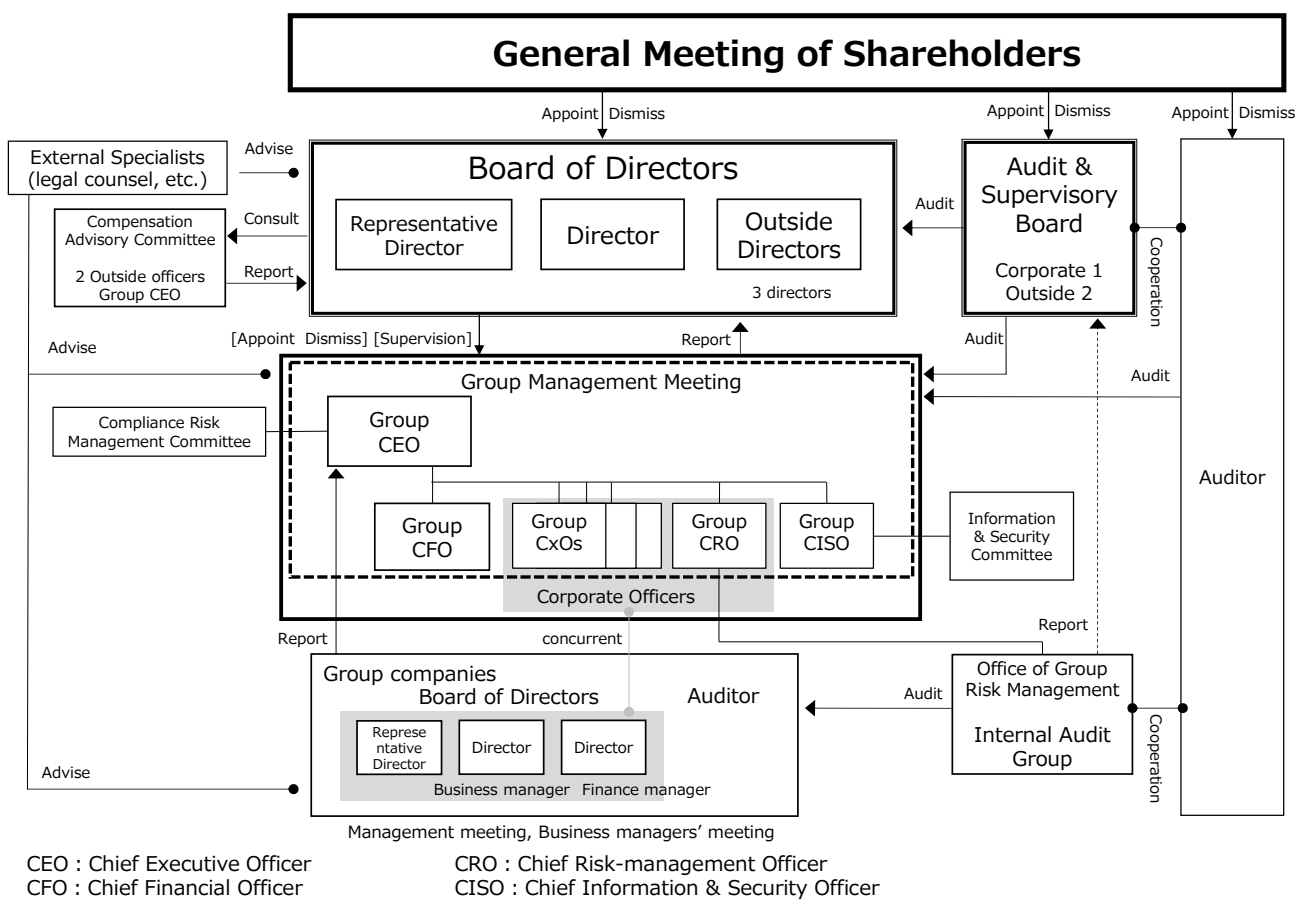 General Meeting of Shareholders
Appoint Dismiss
Appoint Dismiss
Appoint Dismiss
External Specialists
(legal counsel, etc.)
Advise
Board of Directors
Representative
Director
Director
Outside
Directors
3 directors
Audit &
Supervisory
Board
Corporate 1
Outside 2
Audit
Compensation
Advisory Committee
2 Outside officers
Group CEO
Consult
Report
Cooperation
Auditor
[Appoint Dismiss] [Supervision]
Report
Audit
Audit
Advise
Group Management Meeting
Group
CEO
Compliance Risk
Management Committee
Group
CFO
Group
CxOs
Group
CRO
Group
CISO
Information
& Security
Committee
Corporate Officers
Report
concurrent
Report
Group companies
Board of Directors
Auditor
Represe
ntative
Director
Director
Director
Business manager
Finance manager
Audit
Office of Group
Risk Management
Internal Audit
Group
Cooperation
Advise
Management meeting, Business managers’ meeting
CEO : Chief Executive Officer
CRO : Chief Risk-management Officer
CFO : Chief Financial Officer
CISO : Chief Information & Security Officer